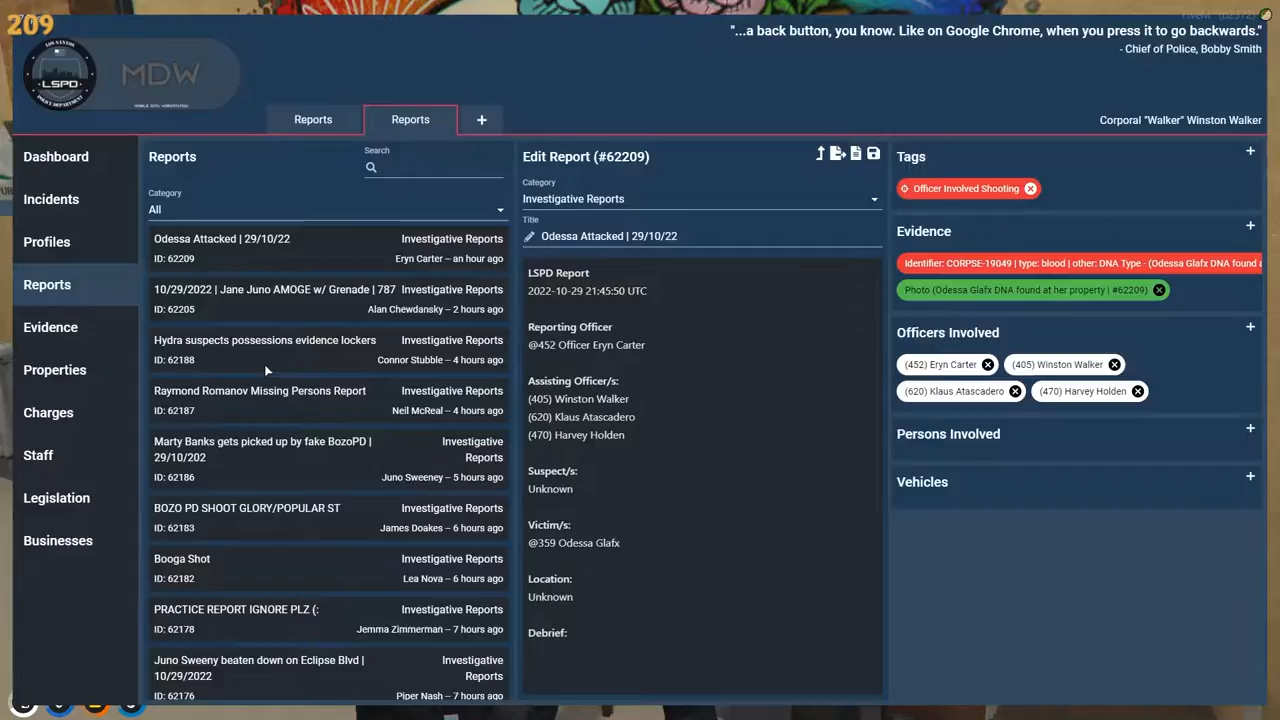 209
"...a back button, you know. Like on Google Chrome, when you press it to go backwards."
- Chief of Police, Bobby Smith
LOS SANTOS
LSPD
POLICE DEPARTMENT
MDW
MOBILE DATA WORKSTATION
Reports
Reports
+
Corporal "Walker" Winston Walker
Dashboard
Incidents
Profiles
Reports
Evidence
Properties
Charges
Staff
Legislation
Businesses
Reports
Search
Category
All
Odessa Attacked | 29/10/22 Investigative Reports
ID: 62209 Eryn Carter – an hour ago
10/29/2022 | Jane Juno AMOGE w/ Grenade | 787 Investigative Reports
ID: 62205 Alan Chewdansky – 2 hours ago
Hydra suspects possessions evidence lockers Investigative Reports
ID: 62188 Connor Stubble – 4 hours ago
Raymond Romanov Missing Persons Report Investigative Reports
ID: 62187 Neil McReal – 4 hours ago
Marty Banks gets picked up by fake BozoPD | Investigative
29/10/202 Reports
ID: 62186 Juno Sweeney – 5 hours ago
BOZO PD SHOOT GLORY/POPULAR ST Investigative Reports
ID: 62183 James Doakes – 6 hours ago
Booga Shot Investigative Reports
ID: 62182 Lea Nova – 6 hours ago
PRACTICE REPORT IGNORE PLZ (: Investigative Reports
ID: 62178 Jemma Zimmerman – 7 hours ago
Juno Sweeny beaten down on Eclipse Blvd | Investigative
10/29/2022 Reports
ID: 62176 Piper Nash – 7 hours ago
Edit Report (#62209)
Category
Investigative Reports
Title
Odessa Attacked | 29/10/22
LSPD Report
2022-10-29 21:45:50 UTC
Reporting Officer
@452 Officer Eryn Carter
Assisting Officer/s:
(405) Winston Walker
(620) Klaus Atascadero
(470) Harvey Holden
Suspect/s:
Unknown
Victim/s:
@359 Odessa Glafx
Location:
Unknown
Debrief:
Tags
Officer Involved Shooting
Evidence
Identifier: CORPSE-19049 | type: blood | other: DNA Type - (Odessa Glafx DNA found a
Photo (Odessa Glafx DNA found at her property | #62209)
Officers Involved
(452) Eryn Carter (405) Winston Walker
(620) Klaus Atascadero (470) Harvey Holden
Persons Involved
Vehicles